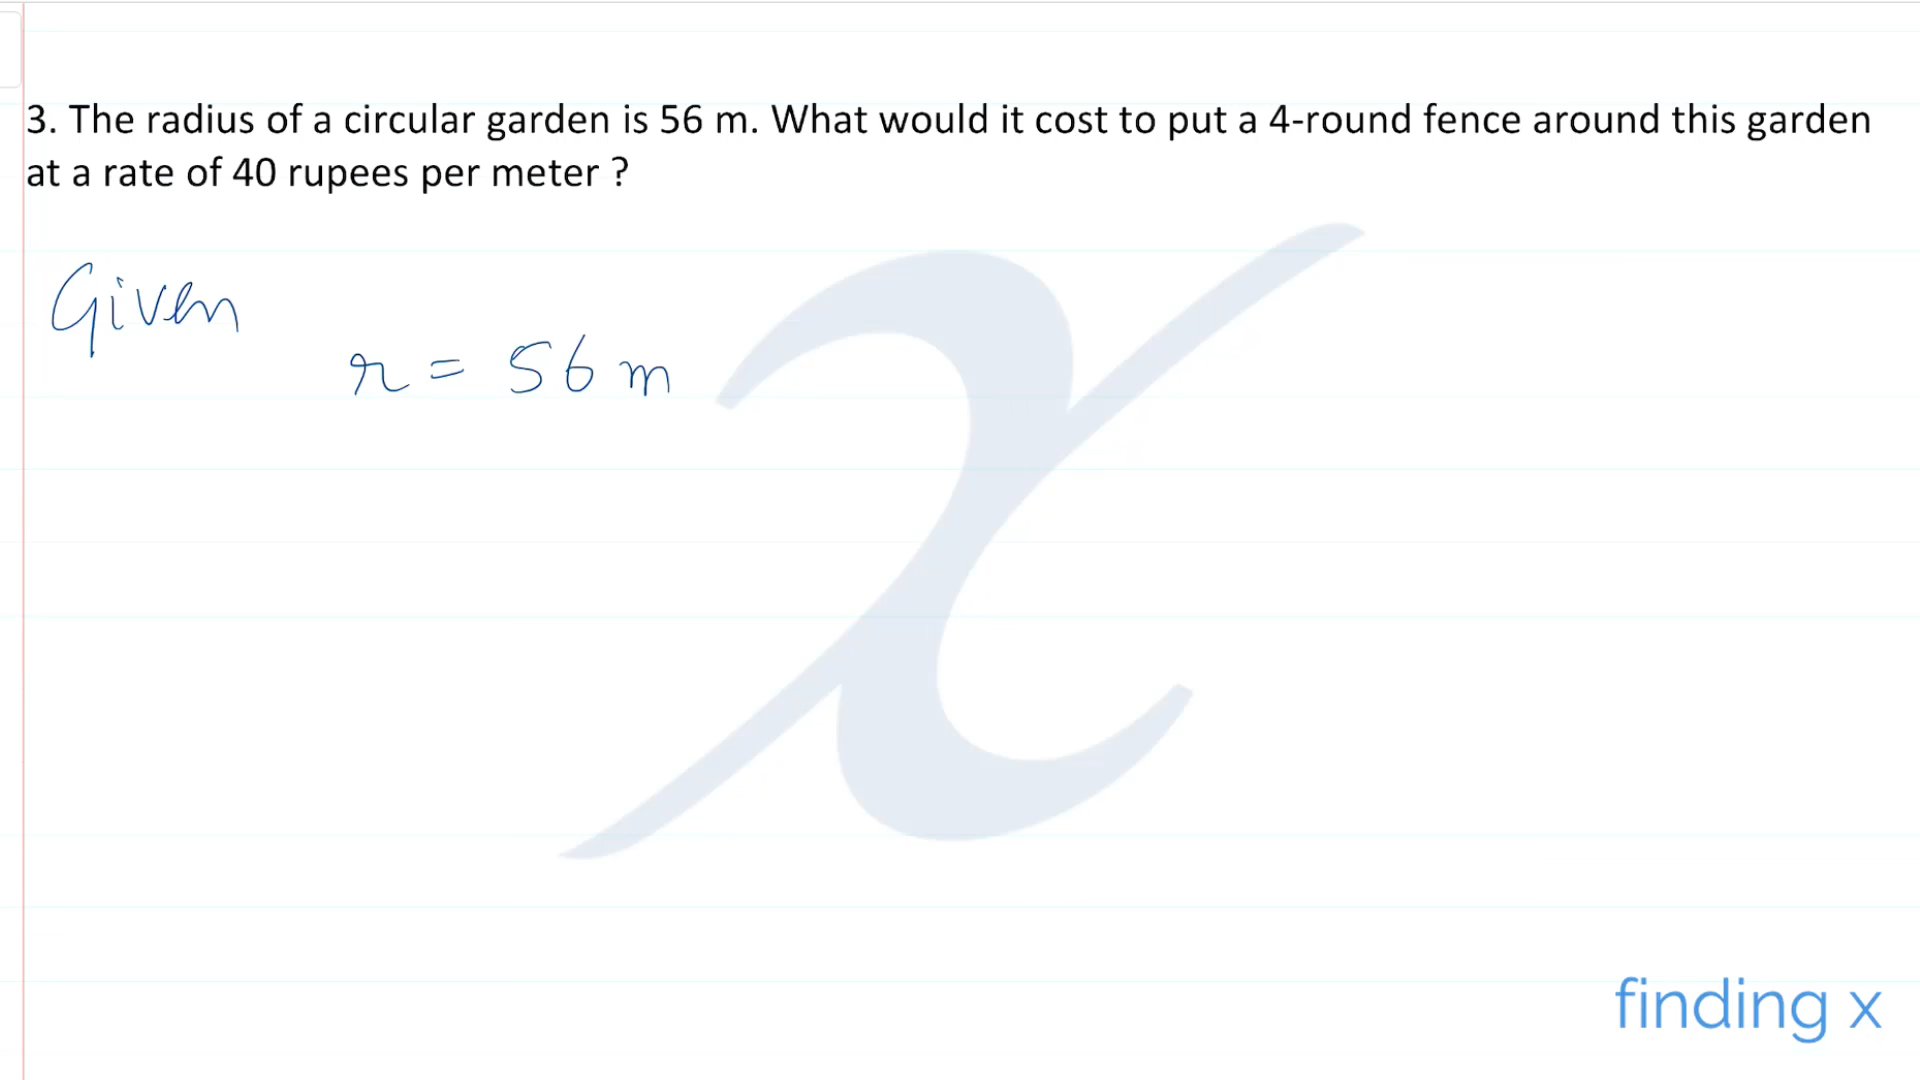 3. The radius of a circular garden is 56 m. What would it cost to put a 4-round fence around this garden
at a rate of 40 rupees per meter ?
Given
r = 56 m
finding x